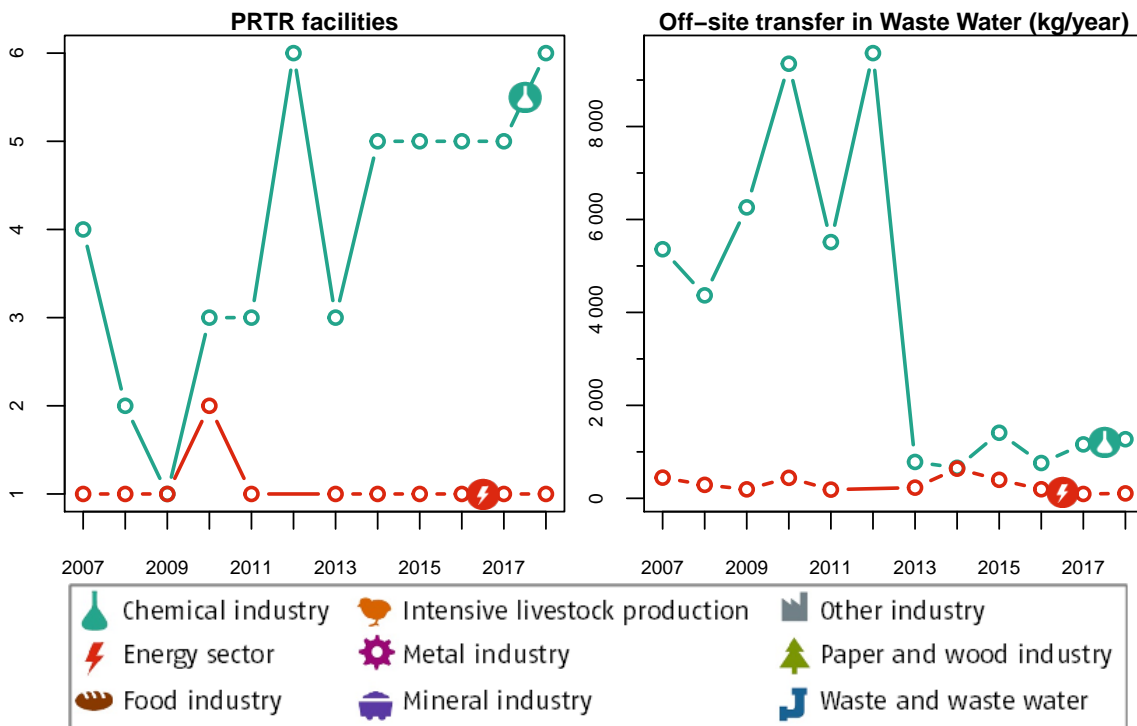 PRTR facilities
6
5
4
3
2
1
2007 2009 2011 2013 2015 2017
Off−site transfer in Waste Water (kg/year)
8 000
6 000
4 000
2 000
0
2007 2009 2011 2013 2015 2017
Chemical industry Intensive livestock production Other industry
Energy sector Metal industry Paper and wood industry
Food industry Mineral industry Waste and waste water